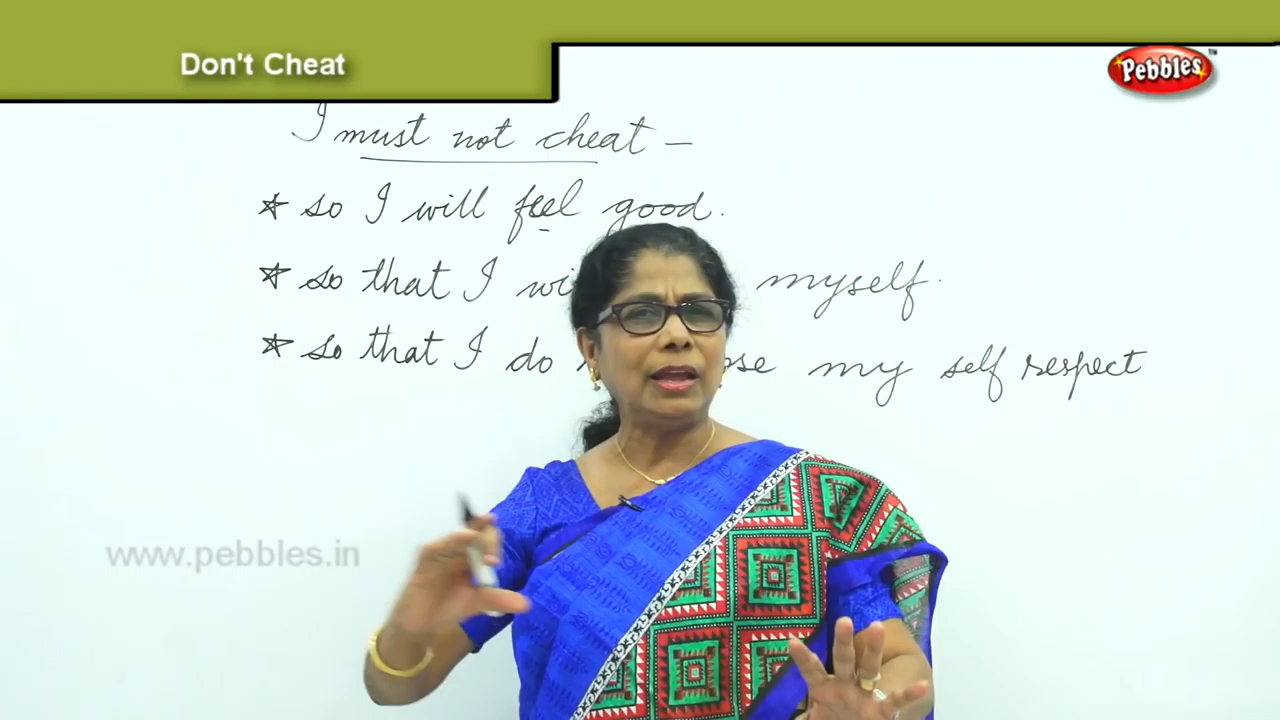 Don't Cheat
Pebbles™
I must not cheat –
* so I will feel good.
* so that I myself.
* so that I do my self respect
www.pebbles.in